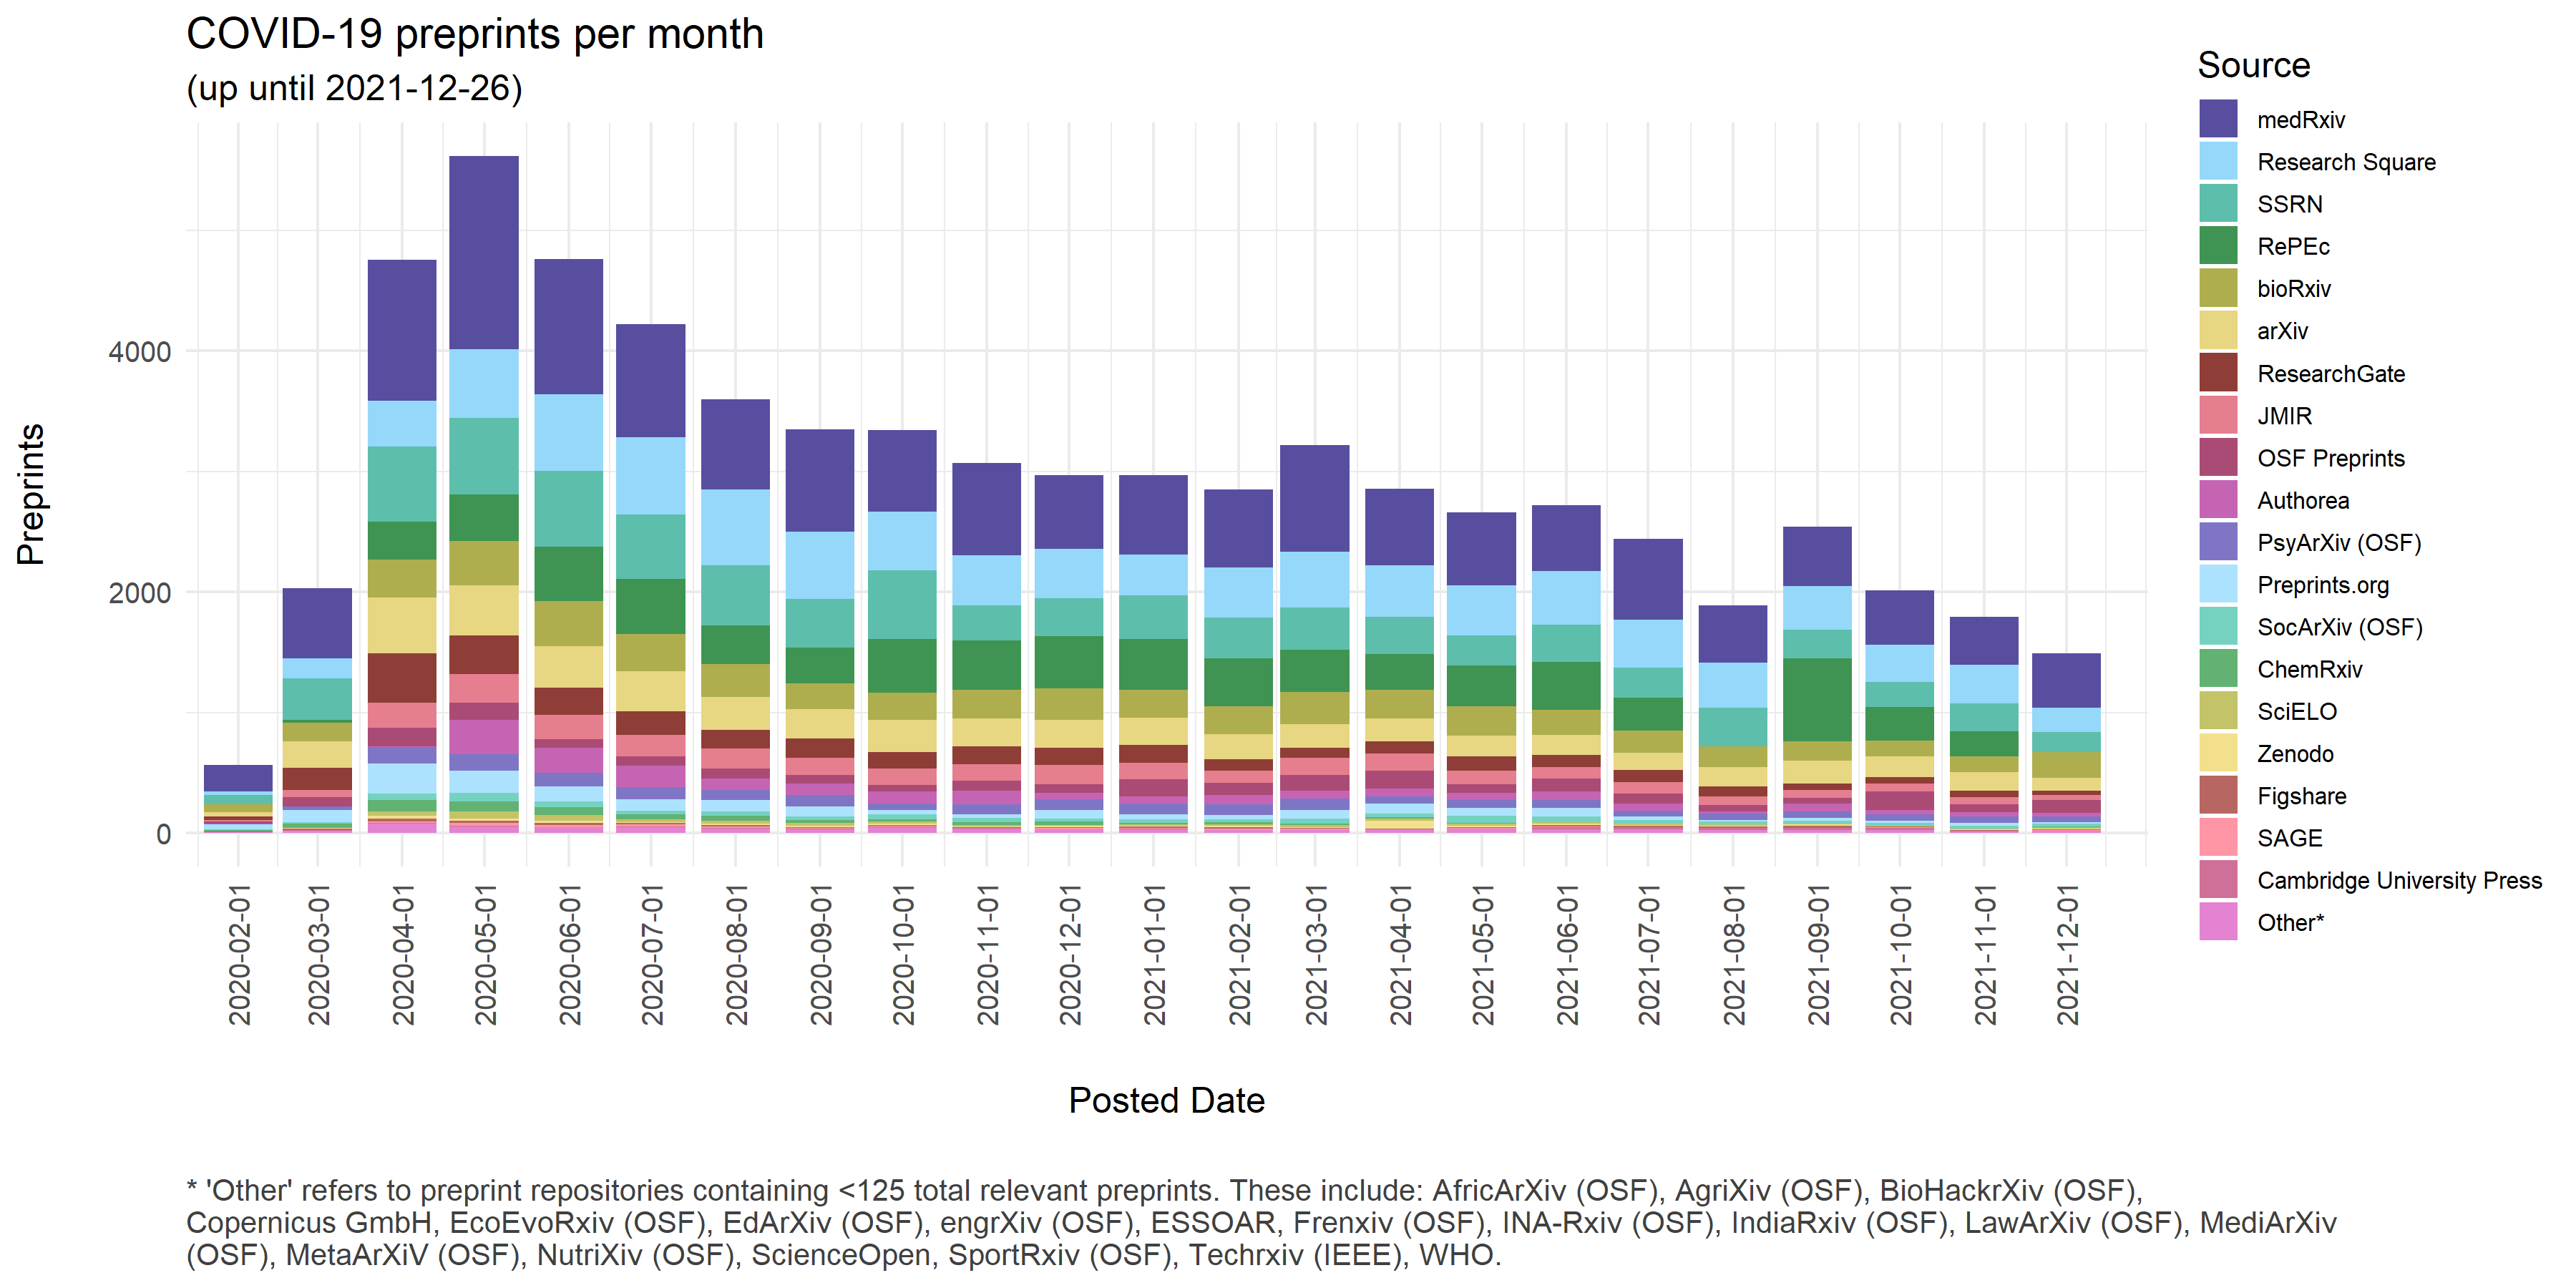 COVID-19 preprints per month
(up until 2021-12-26)
Preprints
4000
2000
0
2020-02-01
2020-03-01
2020-04-01
2020-05-01
2020-06-01
2020-07-01
2020-08-01
2020-09-01
2020-10-01
2020-11-01
2020-12-01
2021-01-01
2021-02-01
2021-03-01
2021-04-01
2021-05-01
2021-06-01
2021-07-01
2021-08-01
2021-09-01
2021-10-01
2021-11-01
2021-12-01
Posted Date
Source
medRxiv
Research Square
SSRN
RePEc
bioRxiv
arXiv
ResearchGate
JMIR
OSF Preprints
Authorea
PsyArXiv (OSF)
Preprints.org
SocArXiv (OSF)
ChemRxiv
SciELO
Zenodo
Figshare
SAGE
Cambridge University Press
Other*
* 'Other' refers to preprint repositories containing <125 total relevant preprints. These include: AfricArXiv (OSF), AgriXiv (OSF), BioHackrXiv (OSF),
Copernicus GmbH, EcoEvoRxiv (OSF), EdArXiv (OSF), engrXiv (OSF), ESSOAR, Frenxiv (OSF), INA-Rxiv (OSF), IndiaRxiv (OSF), LawArXiv (OSF), MediArXiv
(OSF), MetaArXiV (OSF), NutriXiv (OSF), ScienceOpen, SportRxiv (OSF), Techrxiv (IEEE), WHO.